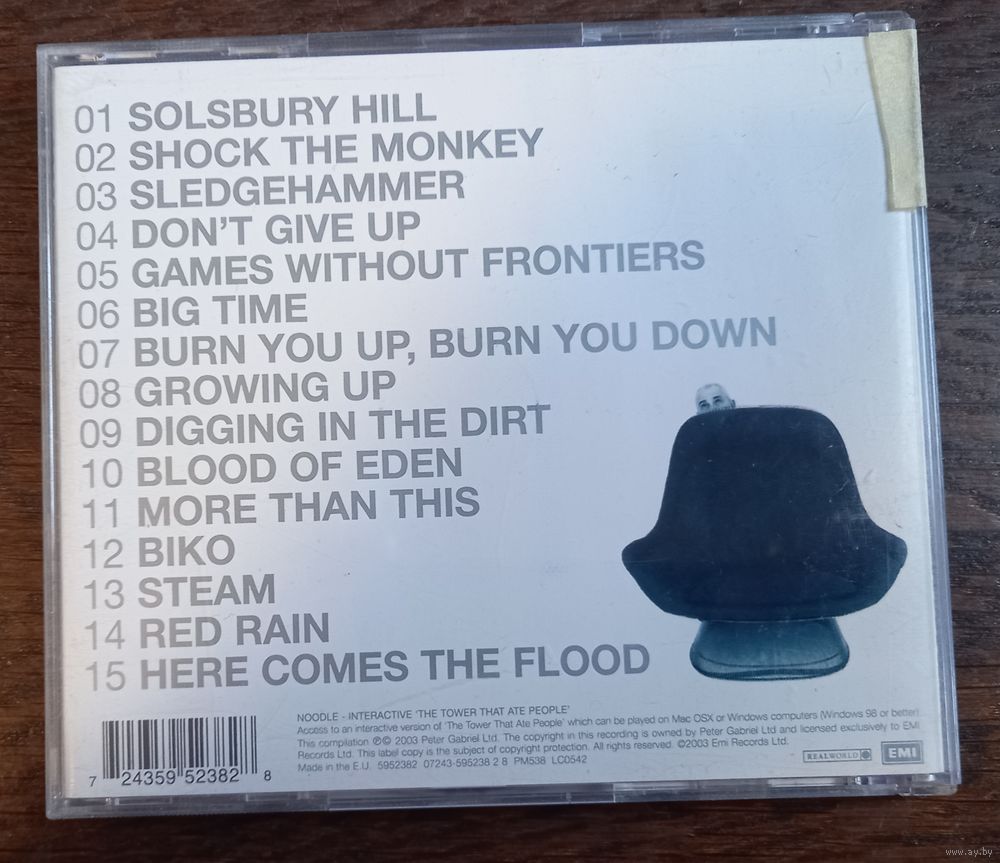 01 SOLSBURY HILL
02 SHOCK THE MONKEY
03 SLEDGEHAMMER
04 DON'T GIVE UP
05 GAMES WITHOUT FRONTIERS
06 BIG TIME
07 BURN YOU UP, BURN YOU DOWN
08 GROWING UP
09 DIGGING IN THE DIRT
10 BLOOD OF EDEN
11 MORE THAN THIS
12 BIKO
13 STEAM
14 RED RAIN
15 HERE COMES THE FLOOD
NOODLE - INTERACTIVE 'THE TOWER THAT ATE PEOPLE'
Access to an interactive version of 'The Tower That Ate People' which can be played on Mac OSX or Windows computers (Windows 98 or better)
This compilation ℗© 2003 Peter Gabriel Ltd. The copyright in this recording is owned by Peter Gabriel Ltd and licensed exclusively to EMI
Records Ltd. This label copy is the subject of copyright protection. All rights reserved. ©2003 Emi Records Ltd.
Made in the E.U. 5952382 07243-595238 2 8 PM538 LC0542
7 24359 52382 8
REALWORLD
EMI
www.ay.by